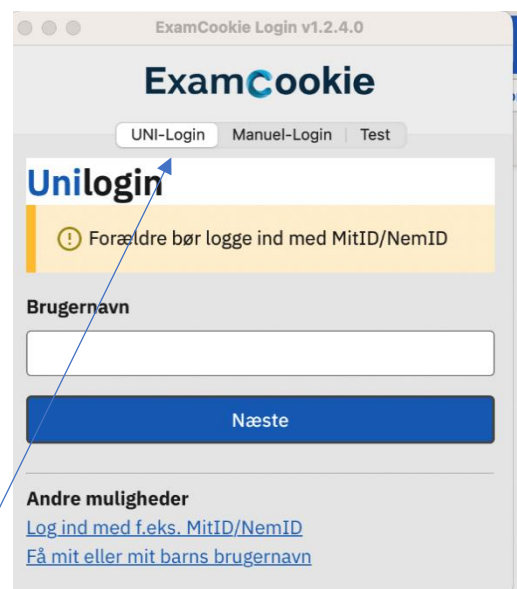 ExamCookie Login v1.2.4.0
ExamCookie
UNI-Login Manuel-Login Test
Unilogin
Forældre bør logge ind med MitID/NemID
Brugernavn
Næste
Andre muligheder
Log ind med f.eks. MitID/NemID
Få mit eller mit barns brugernavn